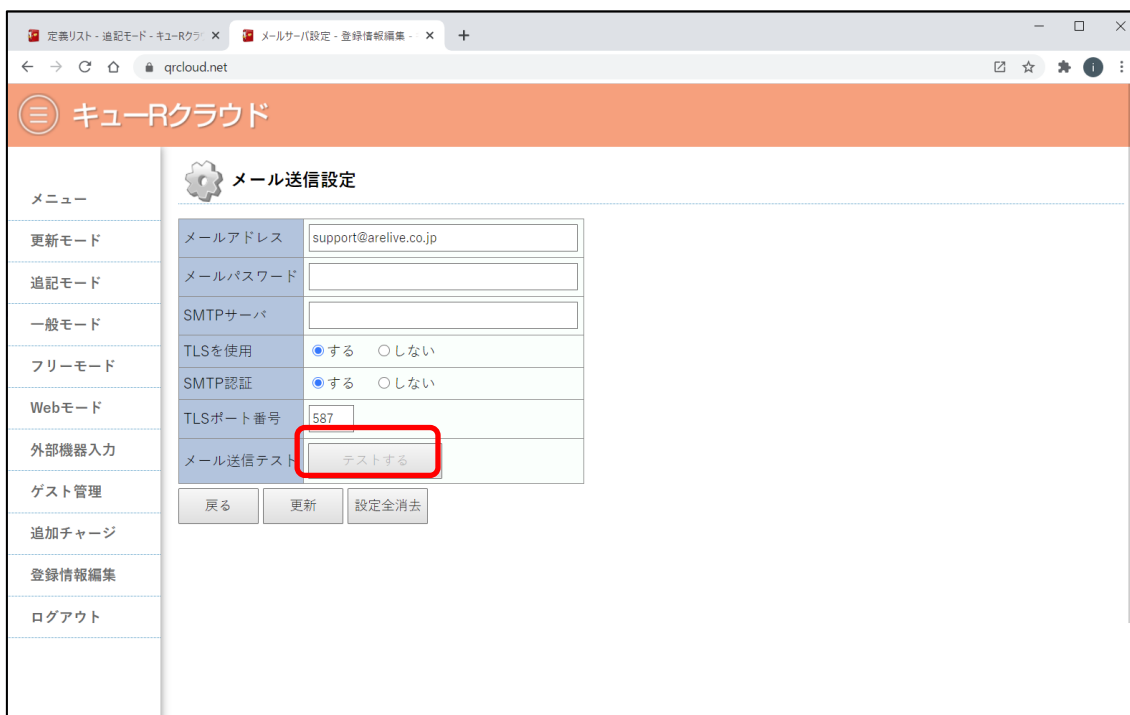 定義リスト - 追記モード - キューRクラ
メールサーバ設定 - 登録情報編集 -
qrcloud.net
i
キューRクラウド
メニュー
更新モード
追記モード
一般モード
フリーモード
Webモード
外部機器入力
ゲスト管理
追加チャージ
登録情報編集
ログアウト
メール送信設定
メールアドレス support@arelive.co.jp
メールパスワード
SMTPサーバ
TLSを使用 する しない
SMTP認証 する しない
TLSポート番号 587
メール送信テスト テストする
戻る 更新 設定全消去